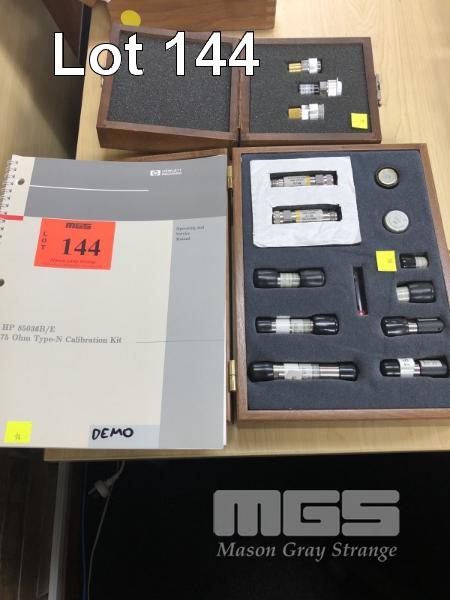 Lot 144
HEWLETT
PACKARD
MGS
LOT
144
Mason Gray Strange
Operating and
Service
Manual
HP 85036B/E
75 Ohm Type-N Calibration Kit
DEMO
MGS
Mason Gray Strange